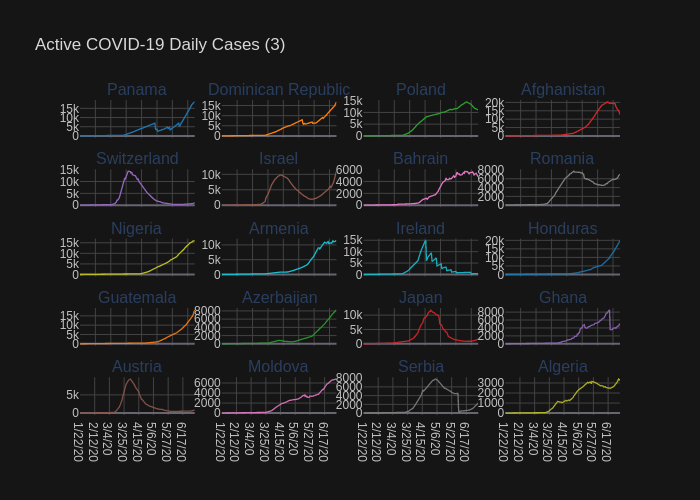 Active COVID-19 Daily Cases (3)
Panama Dominican Republic Poland Afghanistan
15k 10k 5k 0 15k 10k 5k 0 15k 10k 5k 0 20k 15k 10k 5k 0
Switzerland Israel Bahrain Romania
15k 10k 5k 0 10k 5k 0 6000 4000 2000 0 8000 6000 4000 2000 0
Nigeria Armenia Ireland Honduras
15k 10k 5k 0 10k 5k 0 15k 10k 5k 0 20k 15k 10k 5k 0
Guatemala Azerbaijan Japan Ghana
15k 10k 5k 0 8000 6000 4000 2000 0 10k 5k 0 8000 6000 4000 2000 0
Austria Moldova Serbia Algeria
5k 0 6000 4000 2000 0 8000 6000 4000 2000 0 3000 2000 1000 0
1/22/20 2/12/20 3/4/20 3/25/20 4/15/20 5/6/20 5/27/20 6/17/20 1/22/20 2/12/20 3/4/20 3/25/20 4/15/20 5/6/20 5/27/20 6/17/20 1/22/20 2/12/20 3/4/20 3/25/20 4/15/20 5/6/20 5/27/20 6/17/20 1/22/20 2/12/20 3/4/20 3/25/20 4/15/20 5/6/20 5/27/20 6/17/20